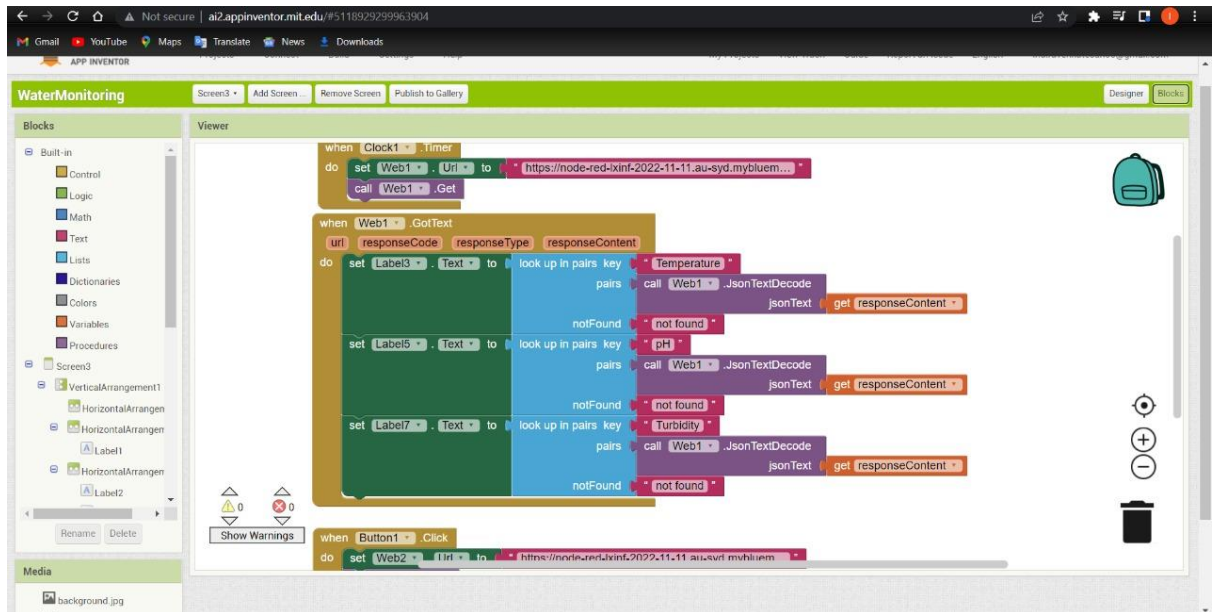 Not secure | ai2.appinventor.mit.edu/#5118929299963904
Gmail YouTube Maps Translate News Downloads
APP INVENTOR
WaterMonitoring Screen3 Add Screen ... Remove Screen Publish to Gallery Designer Blocks
Blocks
Viewer
Built-in
Control
Logic
Math
Text
Lists
Dictionaries
Colors
Variables
Procedures
Screen3
VerticalArrangement1
HorizontalArrangen
HorizontalArrangen
Label1
HorizontalArrangen
Label2
Rename Delete
Media
background.jpg
when Clock1 .Timer
do set Web1 . Url to " https://node-red-lxinf-2022-11-11.au-syd.mybluem... "
call Web1 .Get
when Web1 .GotText
url responseCode responseType responseContent
do set Label3 . Text to look up in pairs key " Temperature "
pairs call Web1 .JsonTextDecode
jsonText get responseContent
notFound " not found "
set Label5 . Text to look up in pairs key " pH "
pairs call Web1 .JsonTextDecode
jsonText get responseContent
notFound " not found "
set Label7 . Text to look up in pairs key " Turbidity "
pairs call Web1 .JsonTextDecode
jsonText get responseContent
notFound " not found "
0 0
Show Warnings
when Button1 .Click
do set Web2 . Url to " https://node-red-lxinf-2022-11-11.au-syd.mybluem... "